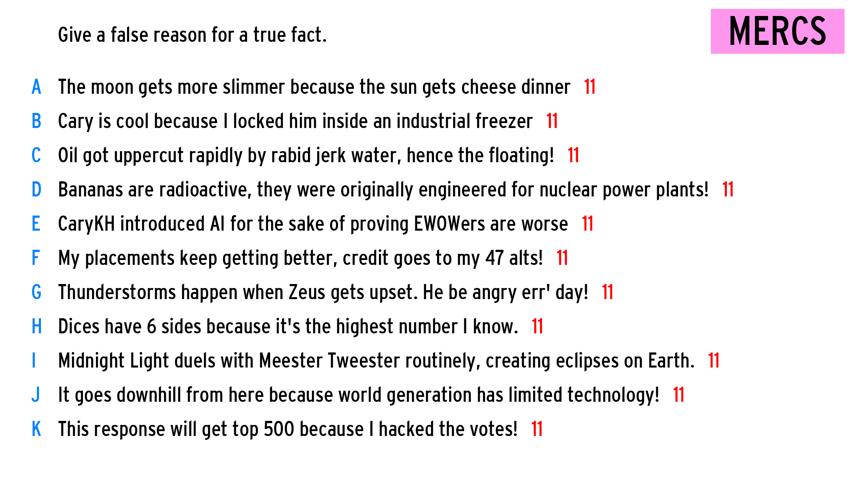 Give a false reason for a true fact.
MERCS
A The moon gets more slimmer because the sun gets cheese dinner 11
B Cary is cool because I locked him inside an industrial freezer 11
C Oil got uppercut rapidly by rabid jerk water, hence the floating! 11
D Bananas are radioactive, they were originally engineered for nuclear power plants! 11
E CaryKH introduced AI for the sake of proving EWOWers are worse 11
F My placements keep getting better, credit goes to my 47 alts! 11
G Thunderstorms happen when Zeus gets upset. He be angry err' day! 11
H Dices have 6 sides because it's the highest number I know. 11
I Midnight Light duels with Meester Tweester routinely, creating eclipses on Earth. 11
J It goes downhill from here because world generation has limited technology! 11
K This response will get top 500 because I hacked the votes! 11